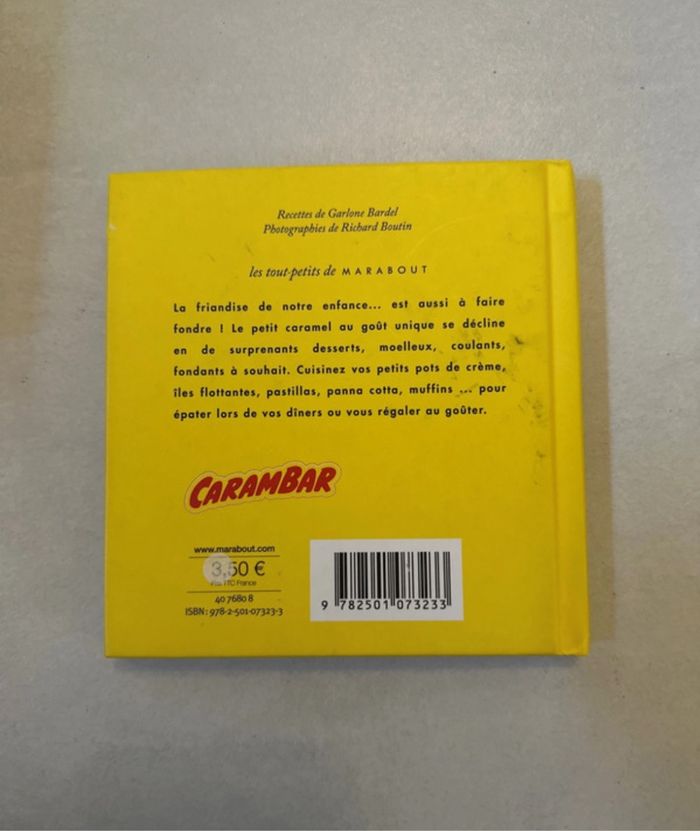 Recettes de Garlone Bardel
Photographies de Richard Boutin
les tout-petits de MARABOUT
La friandise de notre enfance... est aussi à faire
fondre ! Le petit caramel au goût unique se décline
en de surprenants desserts, moelleux, coulants,
fondants à souhait. Cuisinez vos petits pots de crème,
îles flottantes, pastillas, panna cotta, muffins ... pour
épater lors de vos dîners ou vous régaler au goûter.
CARAMBAR
www.marabout.com
3,50 €
Prix TTC France
40 7680 8
ISBN : 978-2-501-07323-3
9 782501 073233